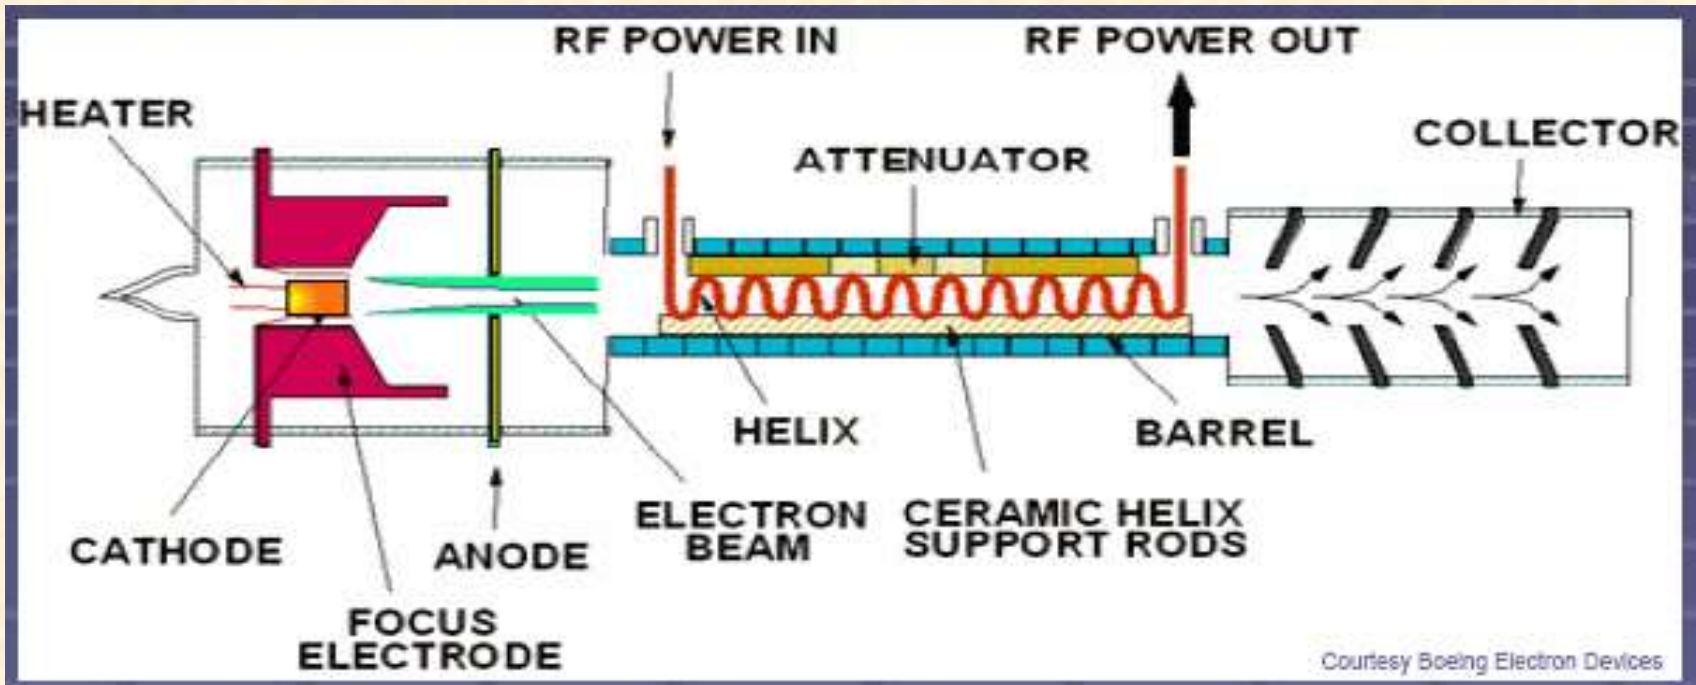 RF POWER IN
RF POWER OUT
HEATER
COLLECTOR
ATTENUATOR
HELIX
BARREL
ELECTRON
BEAM
CERAMIC HELIX
SUPPORT RODS
CATHODE
ANODE
FOCUS
ELECTRODE
Courtesy Boeing Electron Devices